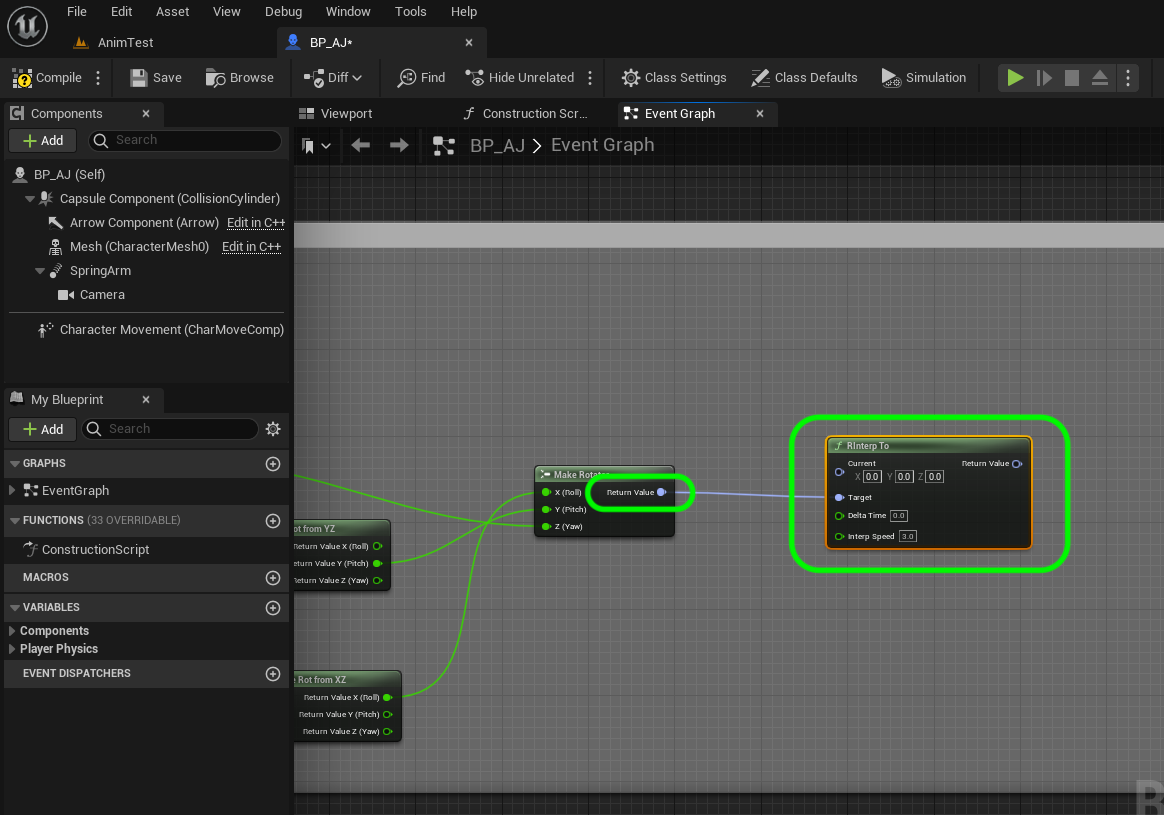 File Edit Asset View Debug Window Tools Help
AnimTest BP_AJ*
Compile Save Browse Diff Find Hide Unrelated Class Settings Class Defaults Simulation
Components Viewport Construction Scr... Event Graph
Add Search BP_AJ > Event Graph
BP_AJ (Self)
Capsule Component (CollisionCylinder)
Arrow Component (Arrow) Edit in C++
Mesh (CharacterMesh0) Edit in C++
SpringArm
Camera
Character Movement (CharMoveComp)
My Blueprint
Add Search
GRAPHS
EventGraph
FUNCTIONS (33 OVERRIDABLE)
ConstructionScript
MACROS
VARIABLES
Components
Player Physics
EVENT DISPATCHERS
ot from YZ
Return Value X (Roll)
eturn Value Y (Pitch)
Return Value Z (Yaw)
Rot from XZ
Return Value X (Roll)
Return Value Y (Pitch)
Return Value Z (Yaw)
Make Rotator
X (Roll) Return Value
Y (Pitch)
Z (Yaw)
RInterp To
Current Return Value
X 0.0 Y 0.0 Z 0.0
Target
Delta Time 0.0
Interp Speed 3.0